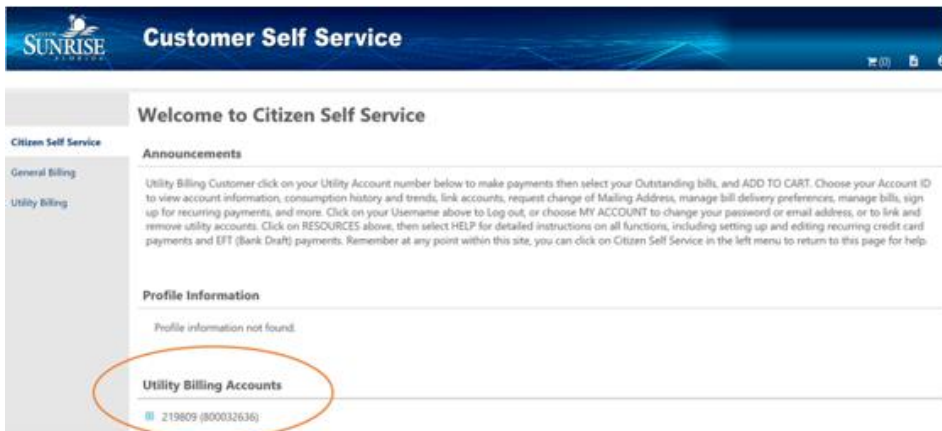 CITY OF
SUNRISE
FLORIDA
Customer Self Service
(0)
Welcome to Citizen Self Service
Citizen Self Service
General Billing
Utility Billing
Announcements
Utility Billing Customer click on your Utility Account number below to make payments then select your Outstanding bills, and ADD TO CART. Choose your Account ID
to view account information, consumption history and trends, link accounts, request change of Mailing Address, manage bill delivery preferences, manage bills, sign
up for recurring payments, and more. Click on your Username above to Log out, or choose MY ACCOUNT to change your password or email address, or to link and
remove utility accounts. Click on RESOURCES above, then select HELP for detailed instructions on all functions, including setting up and editing recurring credit card
payments and EFT (Bank Draft) payments. Remember at any point within this site, you can click on Citizen Self Service in the left menu to return to this page for help.
Profile Information
Profile information not found.
Utility Billing Accounts
219809 (800032636)